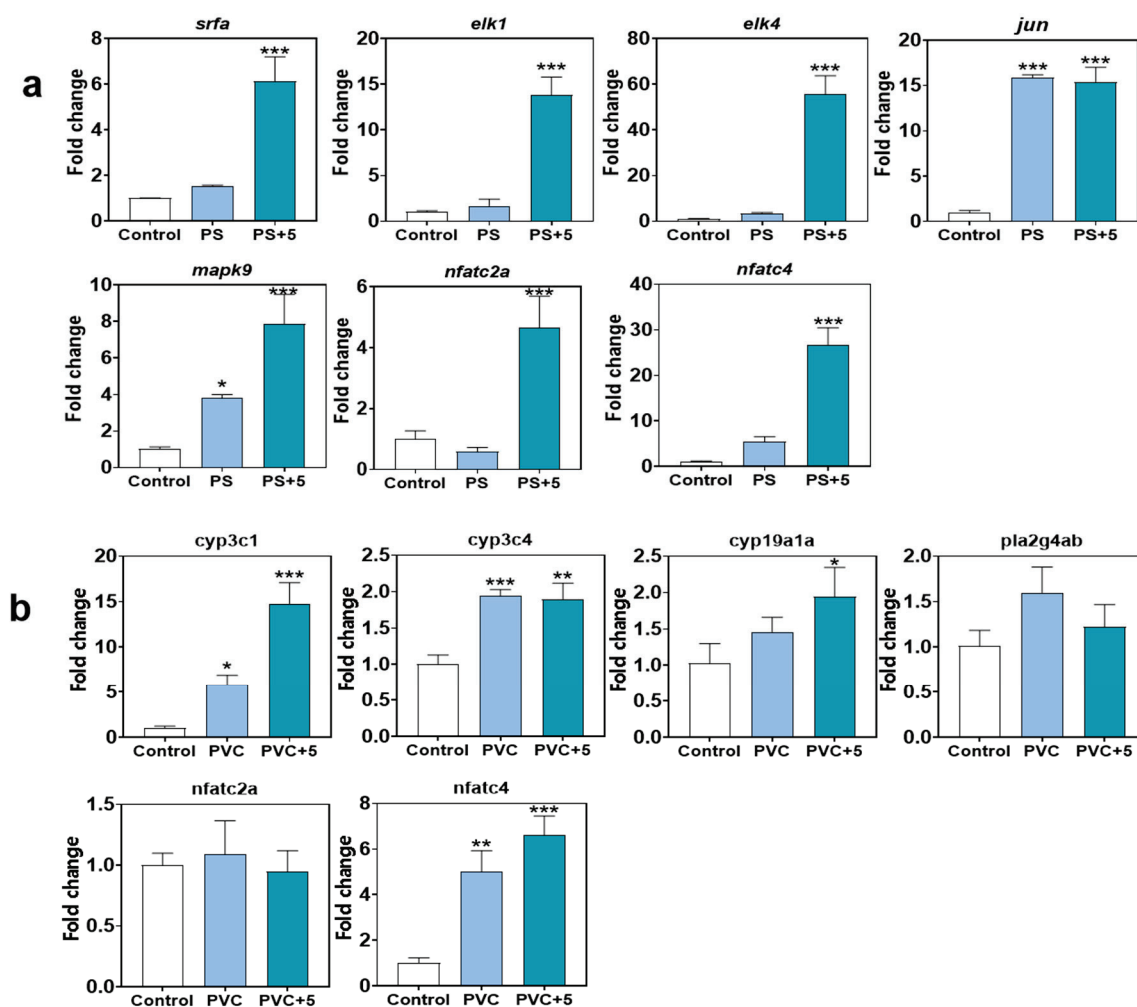 a
srfa
Fold change
8
6
4
2
0
***
Control PS PS+5
elk1
Fold change
20
15
10
5
0
***
Control PS PS+5
elk4
Fold change
80
60
40
20
0
***
Control PS PS+5
jun
Fold change
20
15
10
5
0
*** ***
Control PS PS+5
mapk9
Fold change
10
8
6
4
2
0
* ***
Control PS PS+5
nfatc2a
Fold change
6
4
2
0
***
Control PS PS+5
nfatc4
Fold change
40
30
20
10
0
***
Control PS PS+5
b
cyp3c1
Fold change
20
15
10
5
0
* ***
Control PVC PVC+5
cyp3c4
Fold change
2.5
2.0
1.5
1.0
0.5
0.0
*** **
Control PVC PVC+5
cyp19a1a
Fold change
2.5
2.0
1.5
1.0
0.5
0.0
*
Control PVC PVC+5
pla2g4ab
Fold change
2.0
1.5
1.0
0.5
0.0
Control PVC PVC+5
nfatc2a
Fold change
1.5
1.0
0.5
0.0
Control PVC PVC+5
nfatc4
Fold change
8
6
4
2
0
** ***
Control PVC PVC+5